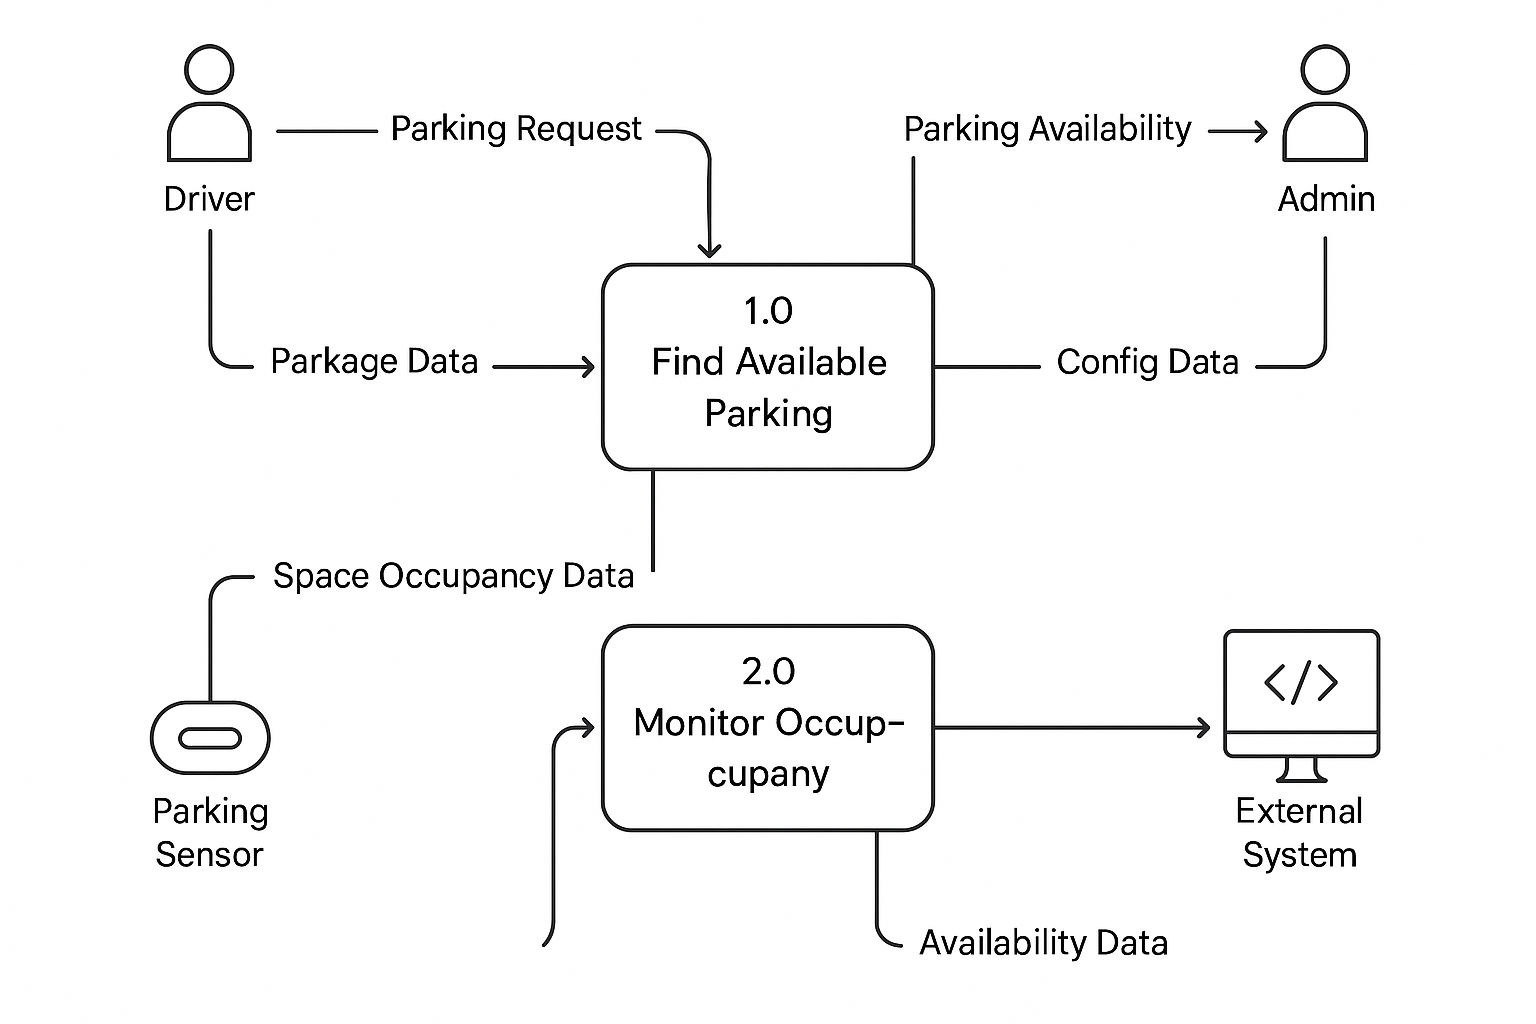 Parking Request
Parking Availability
Driver
Admin
1.0
Find Available
Parking
Package Data
Config Data
Space Occupancy Data
2.0
Monitor Occup-
cupany
Parking
Sensor
</>
External
System
Availability Data